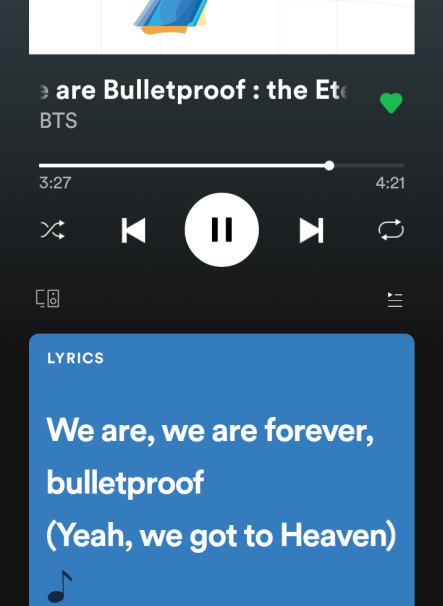 e are Bulletproof : the Ete
BTS
3:27
4:21
LYRICS
We are, we are forever,
bulletproof
(Yeah, we got to Heaven)